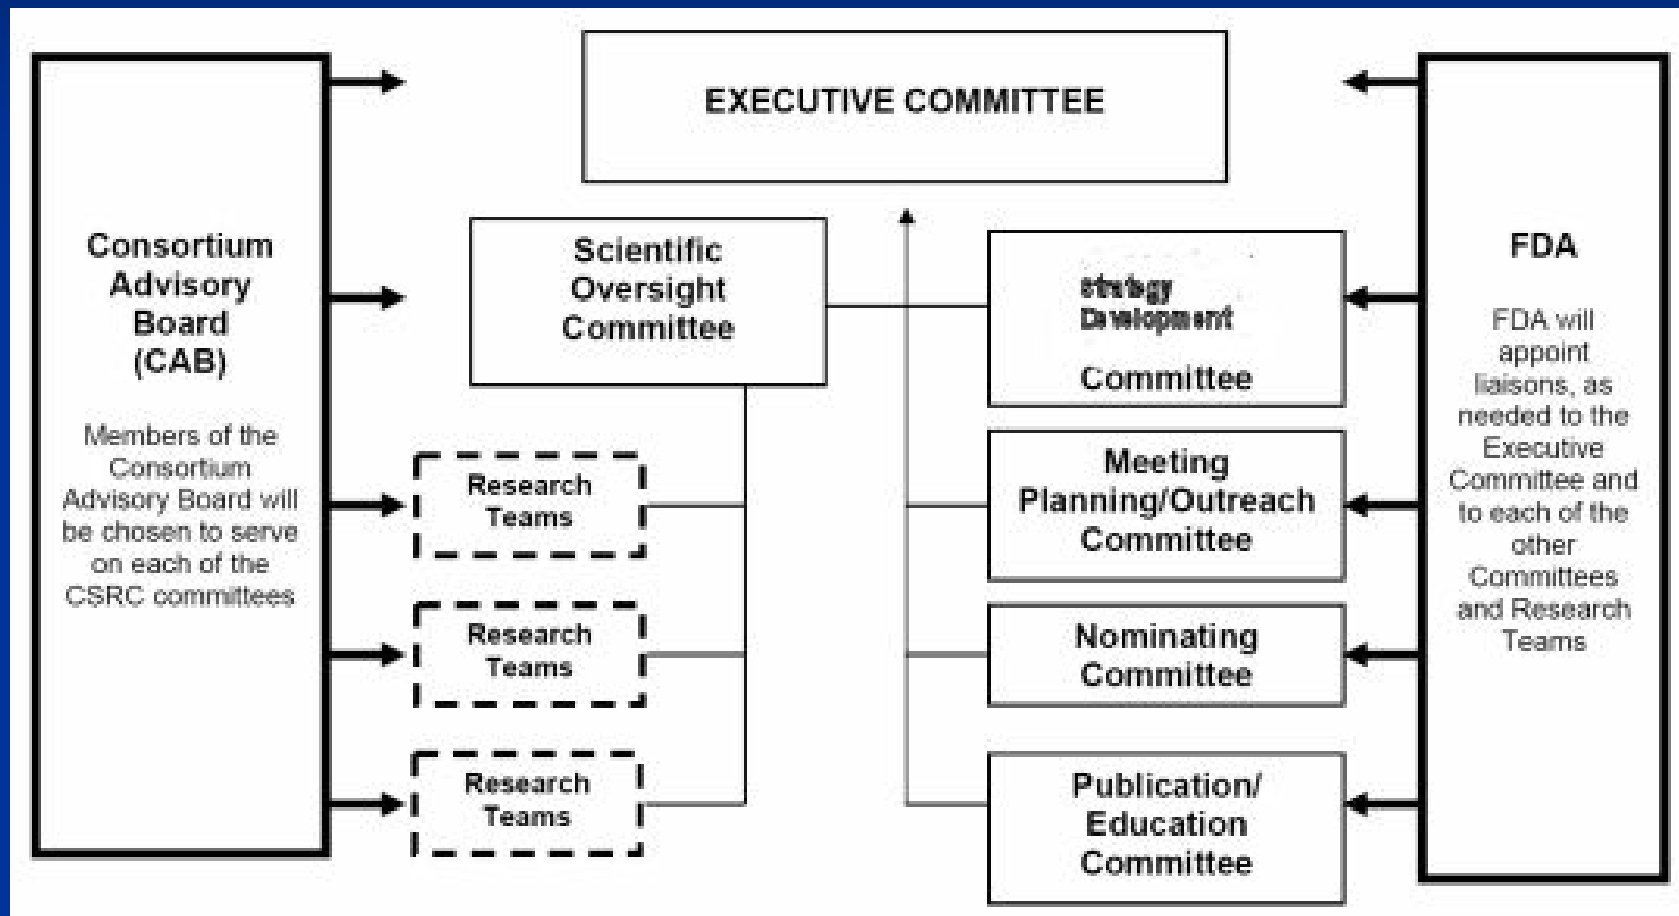 EXECUTIVE COMMITTEE
Consortium
Advisory
Board
(CAB)
Members of the
Consortium
Advisory Board will
be chosen to serve
on each of the
CSRC committees
Scientific
Oversight
Committee
Research
Teams
Research
Teams
Research
Teams
Strategy
Development
Committee
Meeting
Planning/Outreach
Committee
Nominating
Committee
Publication/
Education
Committee
FDA
FDA will
appoint
liaisons, as
needed to the
Executive
Committee and
to each of the
other
Committees
and Research
Teams